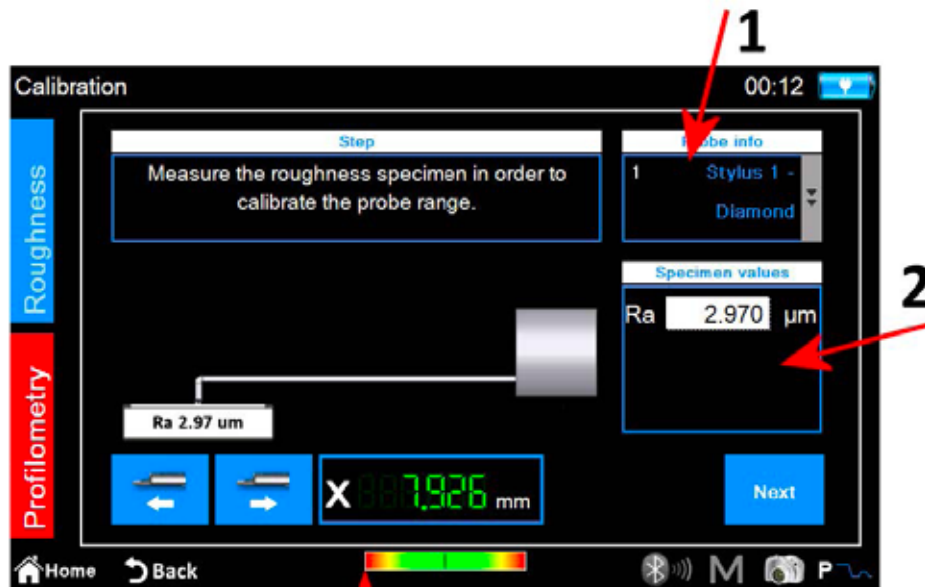 1
Calibration
00:12
Step
Probe info
Measure the roughness specimen in order to
calibrate the probe range.
1 Stylus 1 -
Diamond
Roughness
Specimen values
2
Ra 2.970 µm
Profilometry
Ra 2.97 um
X 7.926 mm
Next
Home
Back
M
P